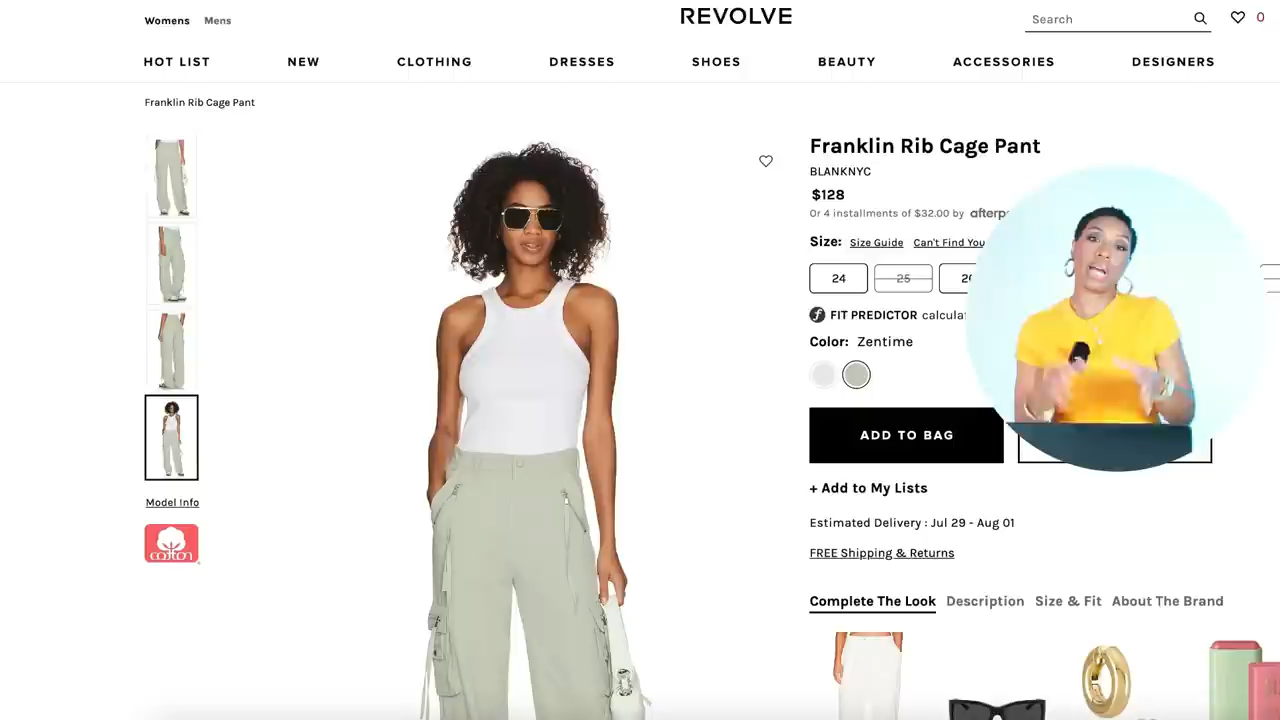 Womens Mens
REVOLVE
Search
0
HOT LIST NEW CLOTHING DRESSES SHOES BEAUTY ACCESSORIES DESIGNERS
Franklin Rib Cage Pant
Franklin Rib Cage Pant
BLANKNYC
$128
Or 4 installments of $32.00 by
Size: Size Guide Can't Find
24 25
FIT PREDICTOR
Color: Zentime
ADD TO BAG
+ Add to My Lists
Estimated Delivery : Jul 29 - Aug 01
FREE Shipping & Returns
Complete The Look Description Size & Fit About The Brand
Model Info
cotton